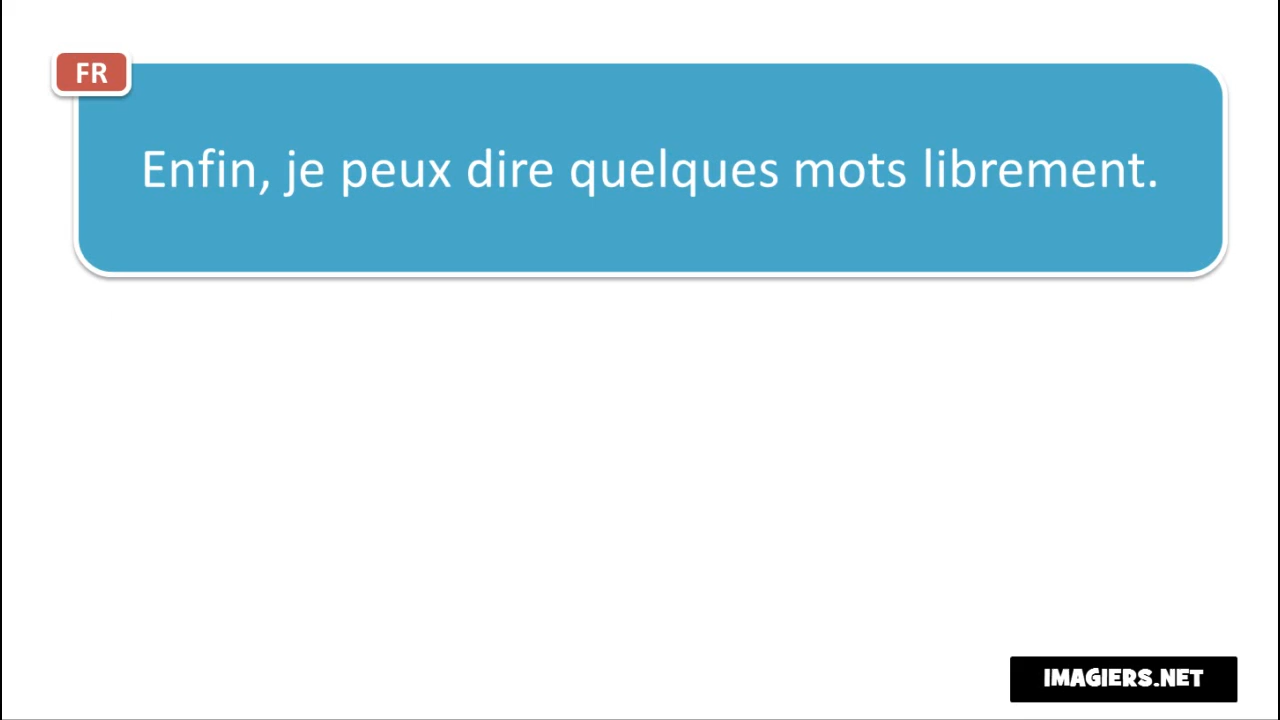 FR
Enfin, je peux dire quelques mots librement.
IMAGIERS.NET